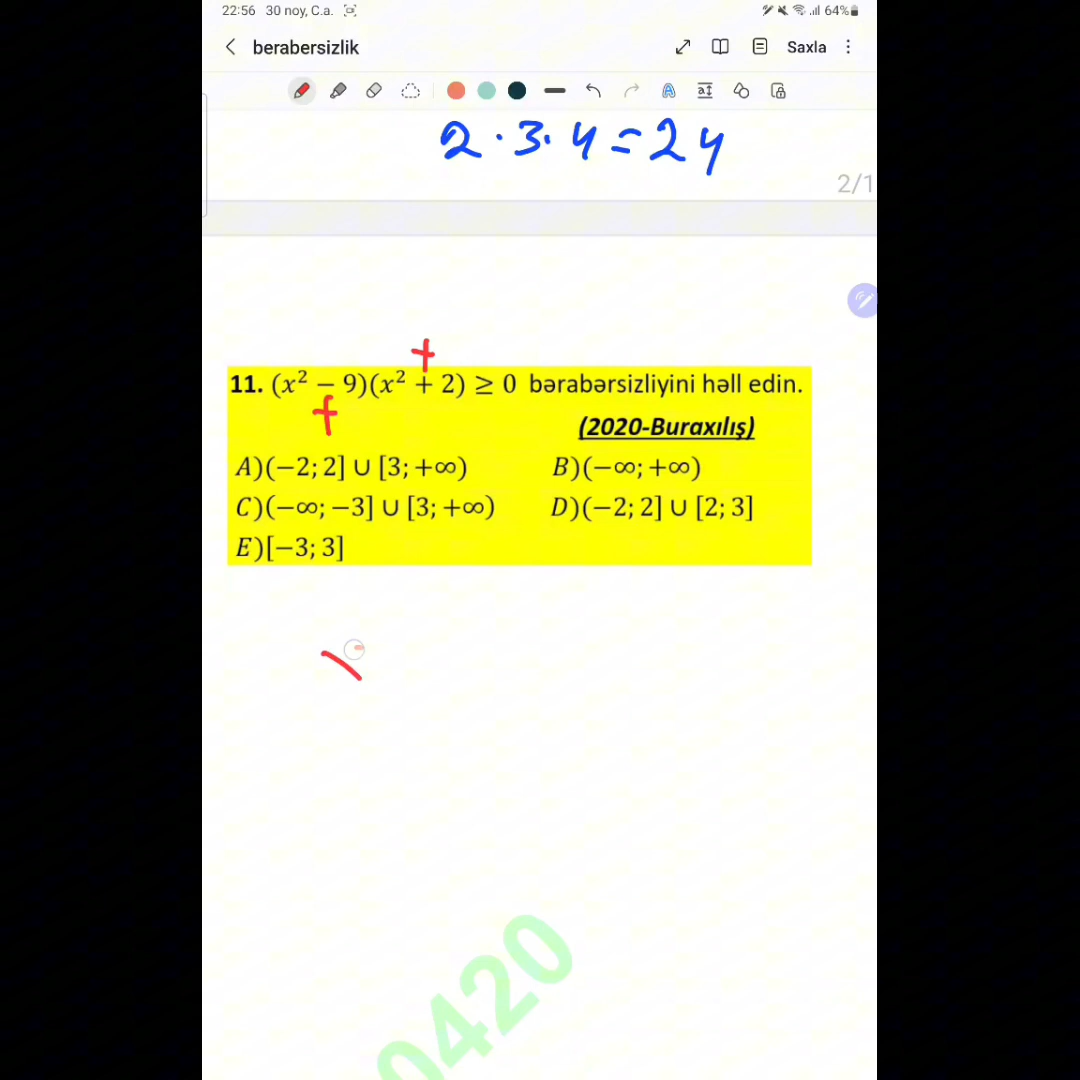 22:56 30 noy, C.a. 64%
berabersizlik Saxla
2·3·4=24
2/1
+
11. (x² − 9)(x² + 2) ≥ 0 bərabərsizliyini həll edin.
+
(2020-Buraxılış)
A)(−2; 2] ∪ [3; +∞) B)(−∞; +∞)
C)(−∞; −3] ∪ [3; +∞) D)(−2; 2] ∪ [2; 3]
E)[−3; 3]
0420